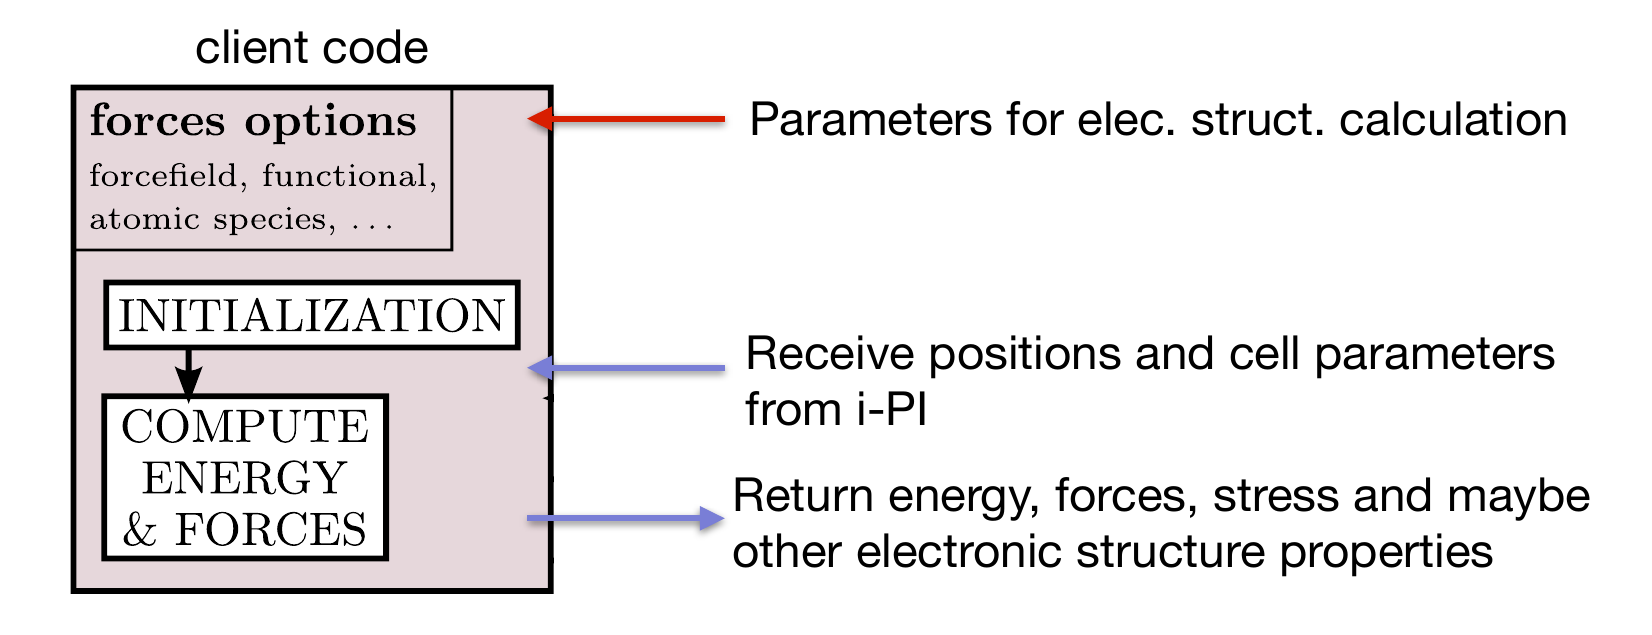 client code
forces options
forcefield, functional,
atomic species, ...
Parameters for elec. struct. calculation
INITIALIZATION
Receive positions and cell parameters
from i-PI
COMPUTE
ENERGY
& FORCES
Return energy, forces, stress and maybe
other electronic structure properties